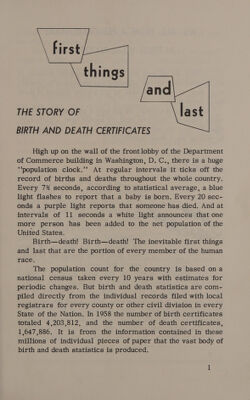 first
things
and
last
THE STORY OF
BIRTH AND DEATH CERTIFICATES
High up on the wall of the front lobby of the Department
of Commerce building in Washington, D. C., there is a huge
"population clock." At regular intervals it ticks off the
record of births and deaths throughout the whole country.
Every 7½ seconds, according to statistical average, a blue
light flashes to report that a baby is born. Every 20 sec-
onds a purple light reports that someone has died. And at
intervals of 11 seconds a white light announces that one
more person has been added to the net population of the
United States.
Birth—death! Birth—death! The inevitable first things
and last that are the portion of every member of the human
race.
The population count for the country is based on a
national census taken every 10 years with estimates for
periodic changes. But birth and death statistics are com-
piled directly from the individual records filed with local
registrars for every county or other civil division in every
State of the Nation. In 1958 the number of birth certificates
totaled 4,203,812, and the number of death certificates,
1,647,886. It is from the information contained in these
millions of individual pieces of paper that the vast body of
birth and death statistics is produced.
1